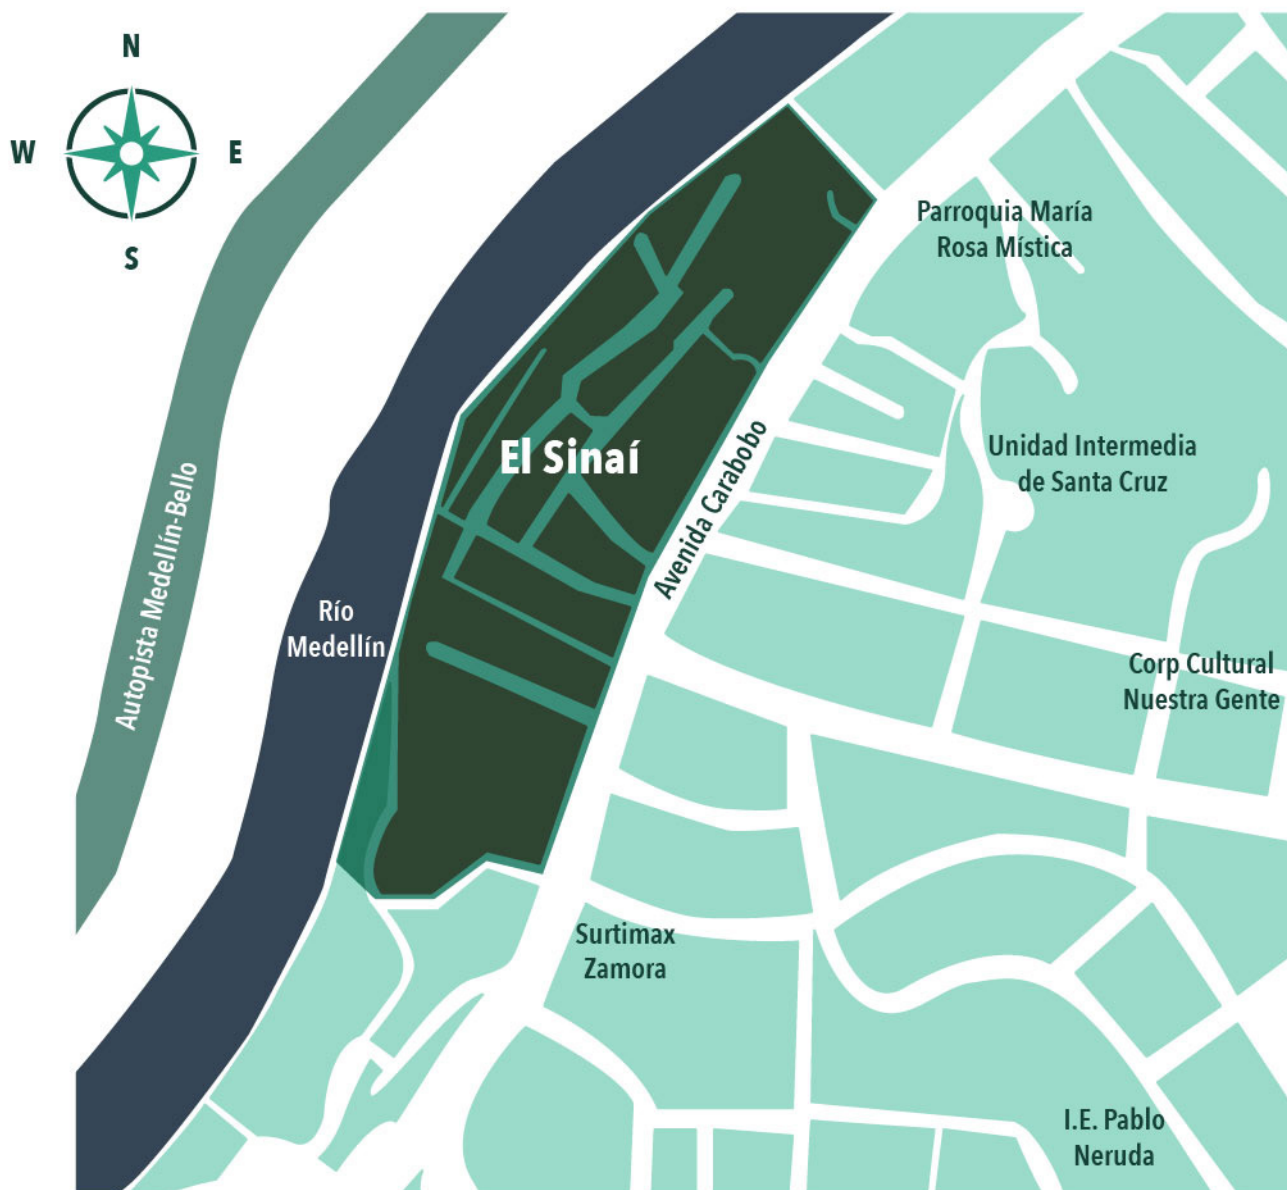 N
W
E
S
Parroquia María
Rosa Mística
El Sinaí
Avenida Carabobo
Unidad Intermedia
de Santa Cruz
Autopista Medellín-Bello
Río
Medellín
Corp Cultural
Nuestra Gente
Surtimax
Zamora
I.E. Pablo
Neruda